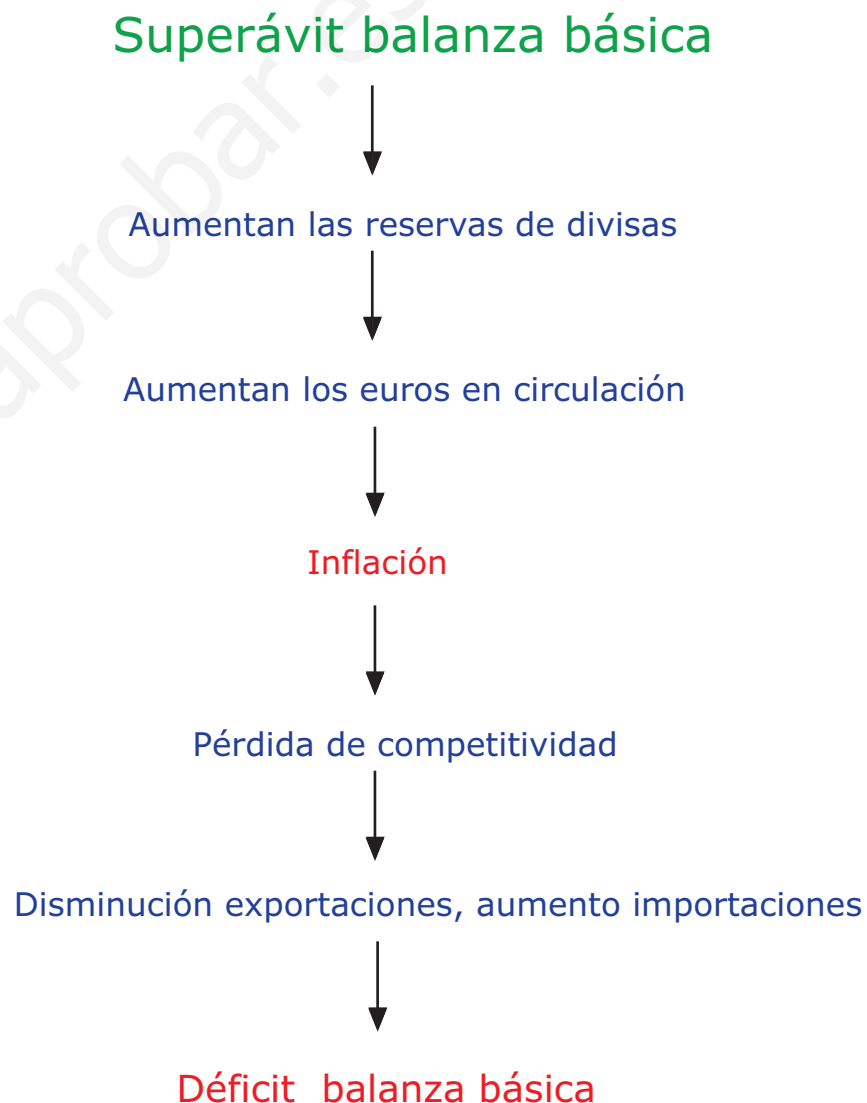 Superávit balanza básica
Aumentan las reservas de divisas
Aumentan los euros en circulación
Inflación
Pérdida de competitividad
Disminución exportaciones, aumento importaciones
Déficit  balanza básica